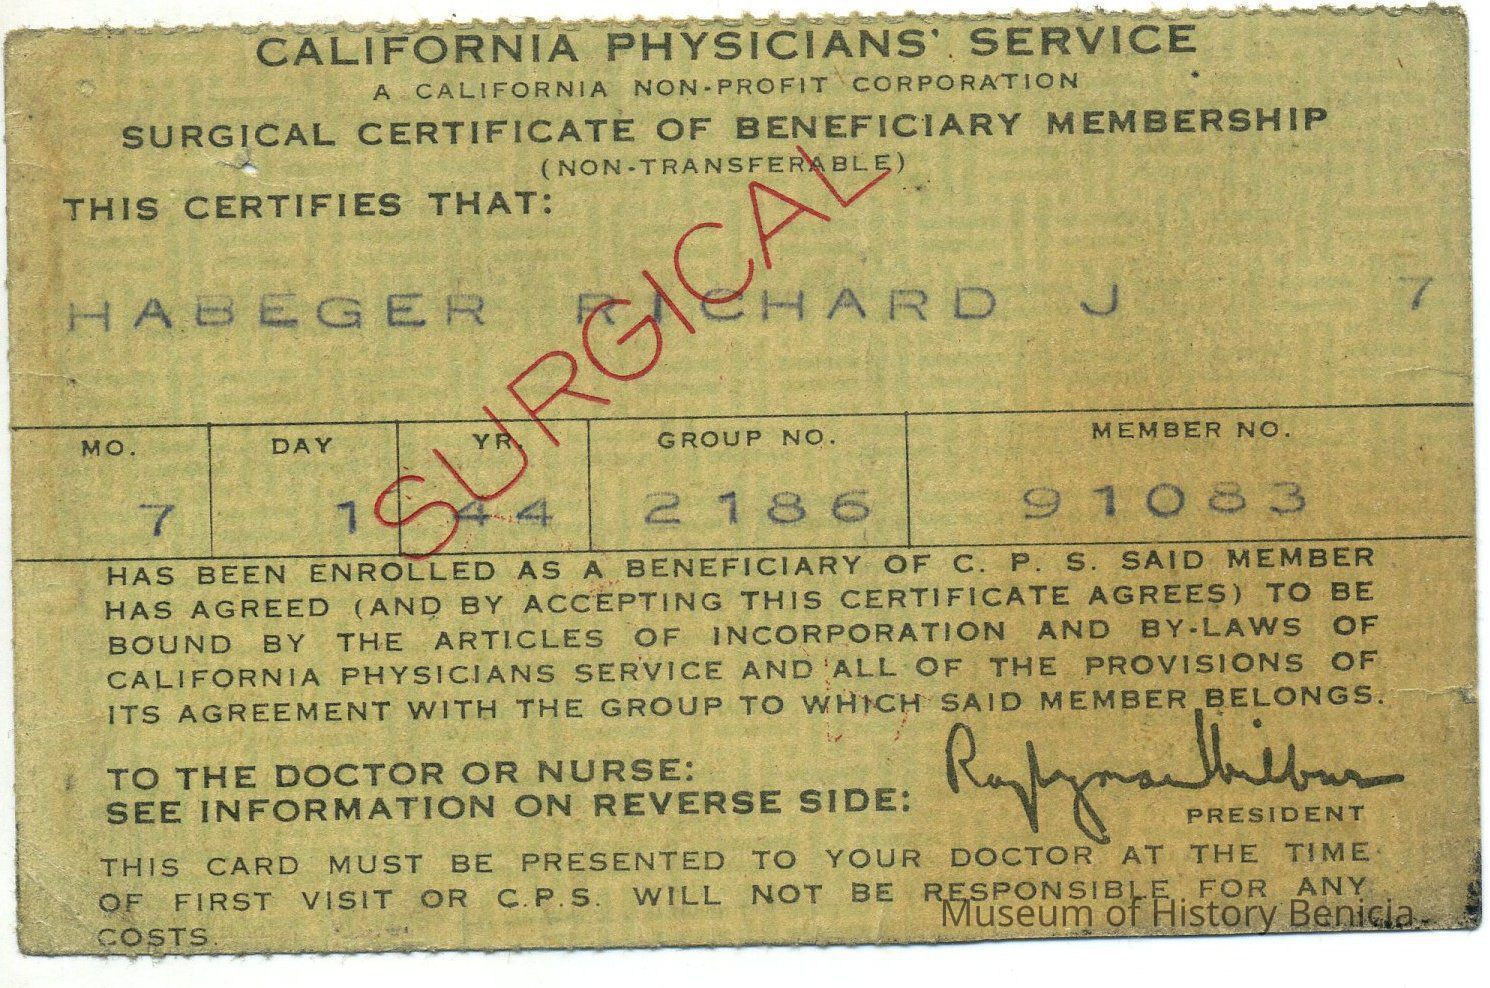 CALIFORNIA PHYSICIANS' SERVICE
A CALIFORNIA NON-PROFIT CORPORATION
SURGICAL CERTIFICATE OF BENEFICIARY MEMBERSHIP
(NON-TRANSFERABLE)
THIS CERTIFIES THAT:
SURGICAL
HABEGER RICHARD J 7
MO. DAY YR. GROUP NO. MEMBER NO.
7 1 44 2186 91083
HAS BEEN ENROLLED AS A BENEFICIARY OF C. P. S. SAID MEMBER
HAS AGREED (AND BY ACCEPTING THIS CERTIFICATE AGREES) TO BE
BOUND BY THE ARTICLES OF INCORPORATION AND BY-LAWS OF
CALIFORNIA PHYSICIANS SERVICE AND ALL OF THE PROVISIONS OF
ITS AGREEMENT WITH THE GROUP TO WHICH SAID MEMBER BELONGS.
TO THE DOCTOR OR NURSE:
SEE INFORMATION ON REVERSE SIDE:
Ray Lyman Wilbur
PRESIDENT
THIS CARD MUST BE PRESENTED TO YOUR DOCTOR AT THE TIME
OF FIRST VISIT OR C.P.S. WILL NOT BE RESPONSIBLE FOR ANY
COSTS.
Museum of History Benicia